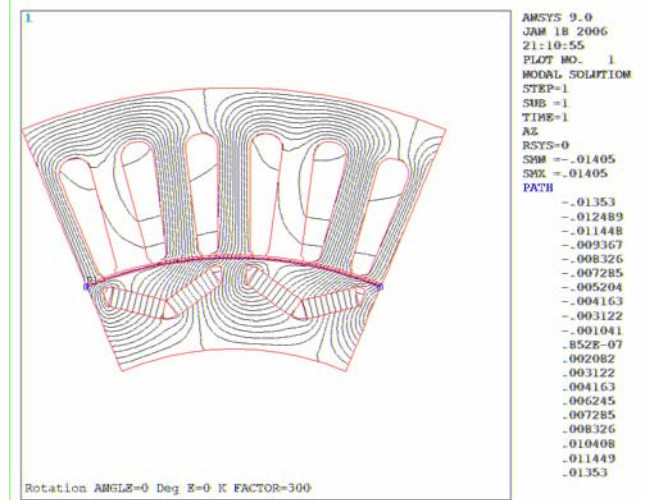 1
ANSYS 9.0
JAN 18 2006
21:10:55
PLOT NO. 1
NODAL SOLUTION
STEP=1
SUB =1
TIME=1
AZ
RSYS=0
SMN =-.01405
SMX =.01405
PATH
-.01353
-.012489
-.011448
-.009367
-.008326
-.007285
-.005204
-.004163
-.003122
-.001041
.852E-07
.002082
.003122
.004163
.006245
.007285
.008326
.010408
.011449
.01353
Rotation ANGLE=0 Deg E=0 K FACTOR=300